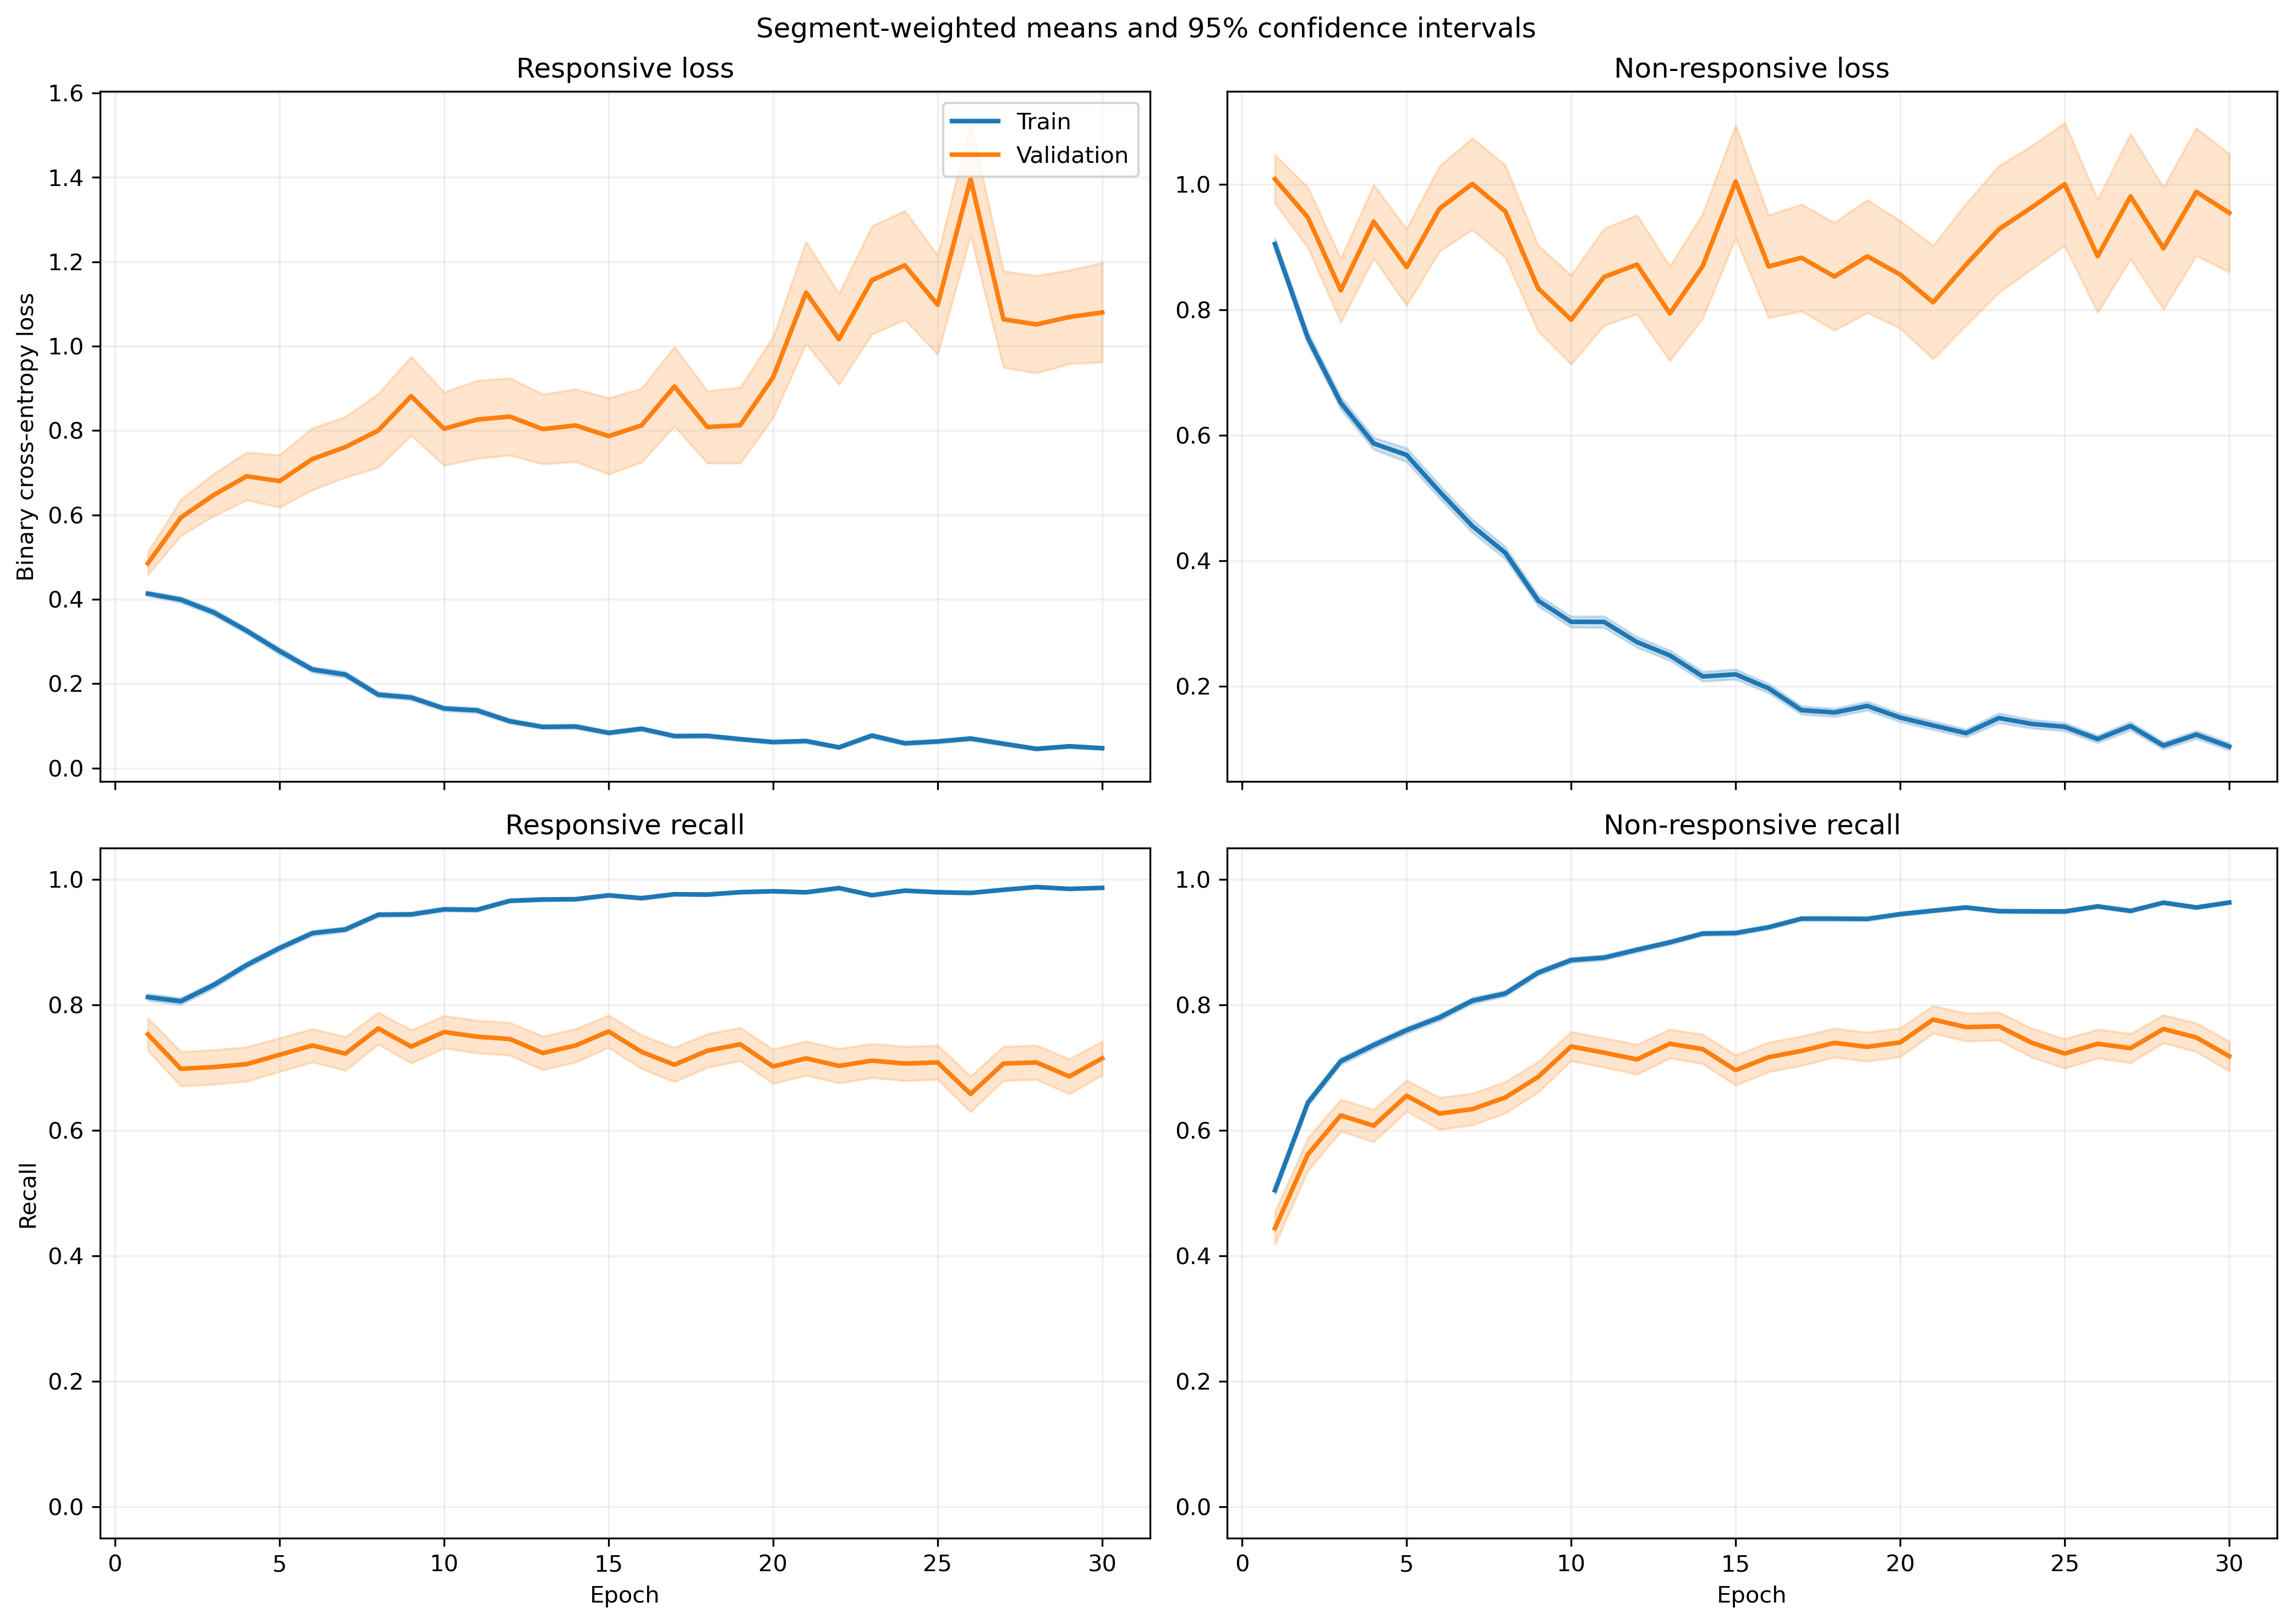 Segment-weighted means and 95% confidence intervals
Responsive loss
Non-responsive loss
Binary cross-entropy loss
1.6
1.4
1.2
1.0
0.8
0.6
0.4
0.2
0.0
Train
Validation
1.0
0.8
0.6
0.4
0.2
Responsive recall
Non-responsive recall
Recall
1.0
0.8
0.6
0.4
0.2
0.0
0 5 10 15 20 25 30
Epoch
1.0
0.8
0.6
0.4
0.2
0.0
0 5 10 15 20 25 30
Epoch